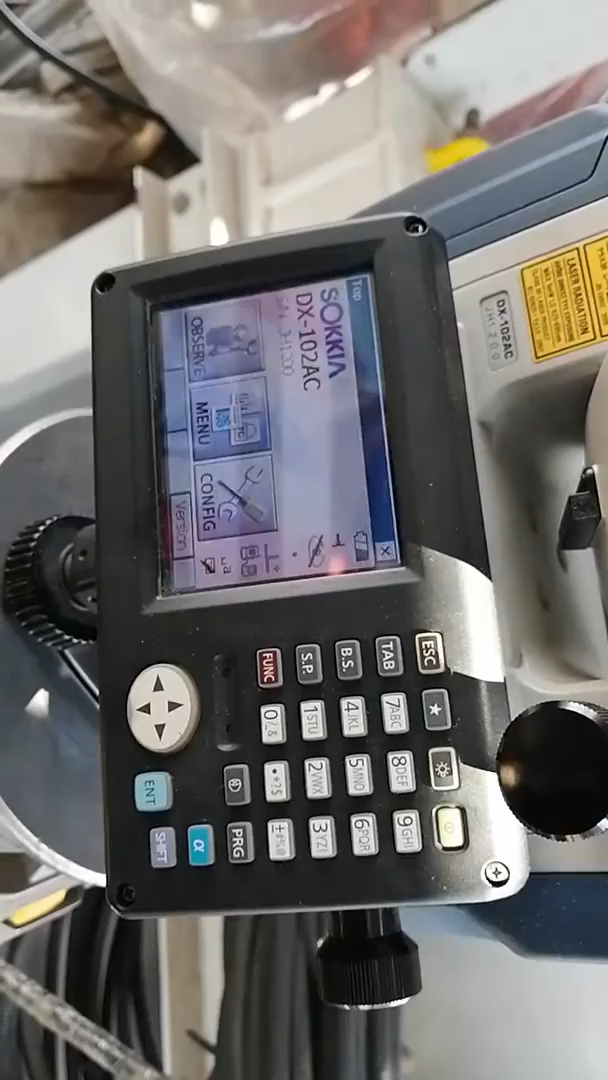 Top
SOKKIA
DX-102AC
OBSERVE
MENU
CONFIG
Version
ESC
TAB
B.S.
S.P.
FUNC
★
7ABC
4JKL
1STU
0/.&
8DEF
5MNO
2VWX
•*?$
9GHI
6PQR
3YZ!
±#%@
PRG
ENT
α
SHIFT
DX-102AC
LASER RADIATION